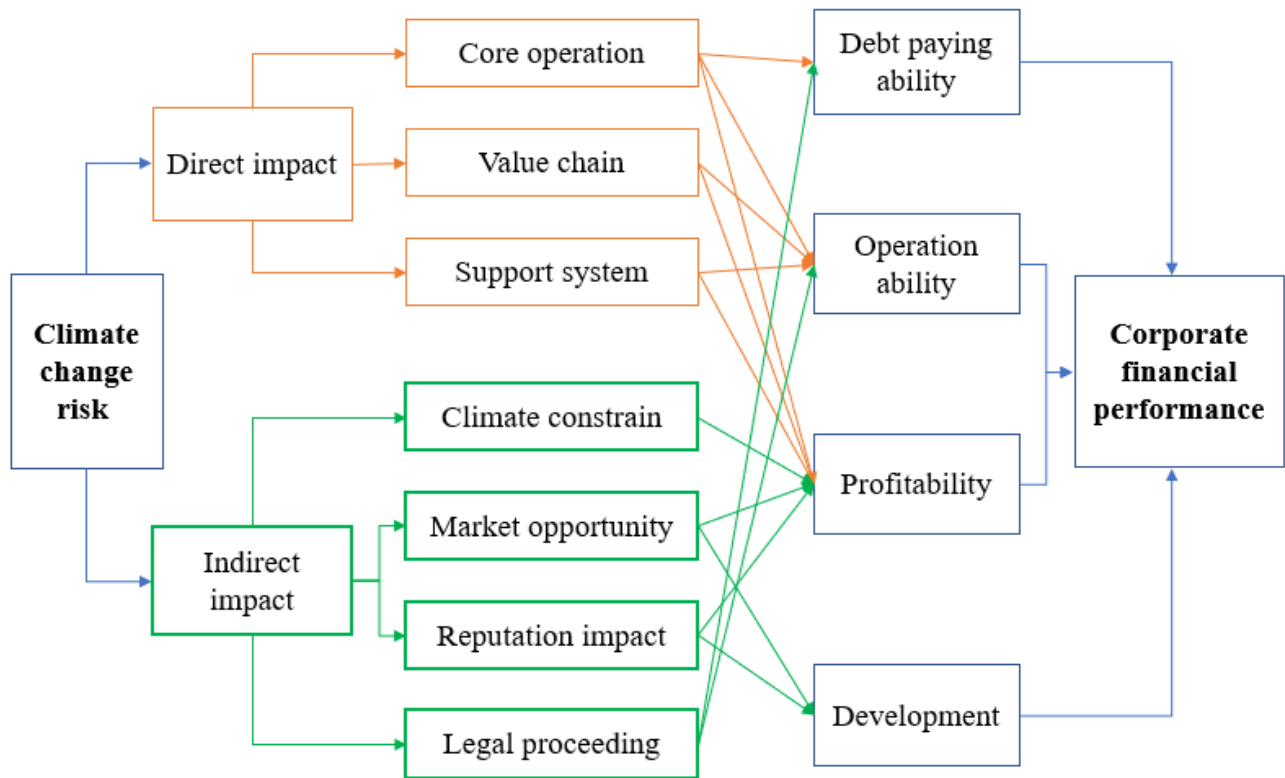 Climate
change
risk
Direct impact
Indirect
impact
Core operation
Value chain
Support system
Climate constrain
Market opportunity
Reputation impact
Legal proceeding
Debt paying
ability
Operation
ability
Profitability
Development
Corporate
financial
performance